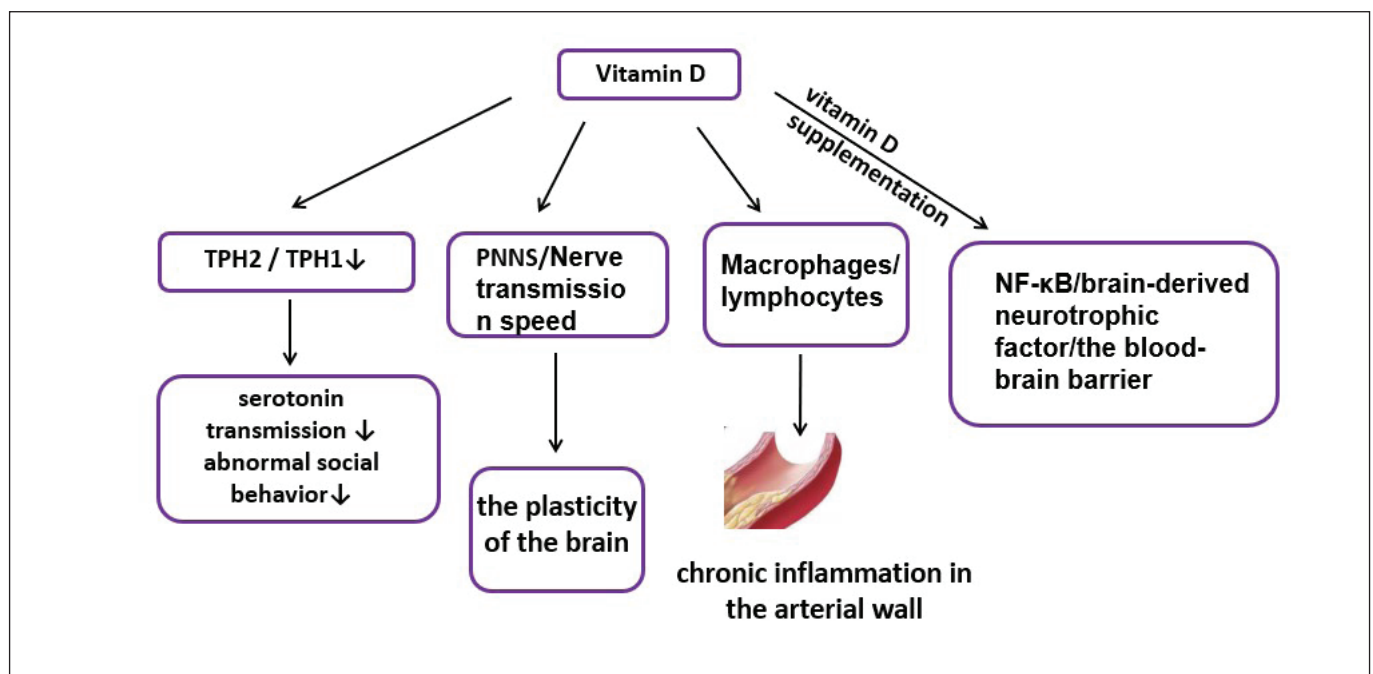 Vitamin D
vitamin D
supplementation
TPH2 / TPH1↓
PNNS/Nerve
transmissio
n speed
Macrophages/
lymphocytes
NF-κB/brain-derived
neurotrophic
factor/the blood-
brain barrier
serotonin
transmission ↓
abnormal social
behavior↓
the plasticity
of the brain
chronic inflammation in
the arterial wall